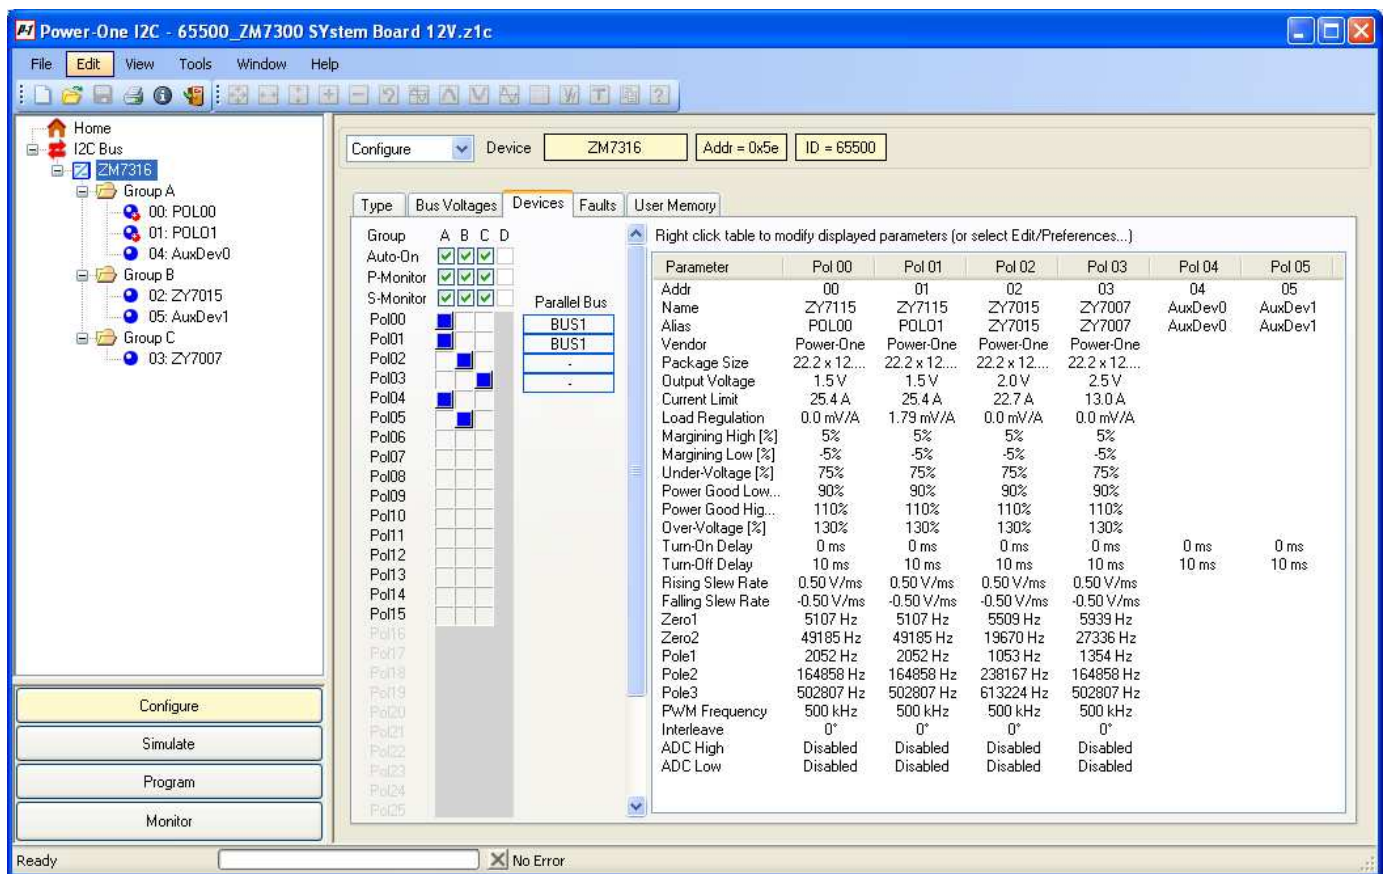 Power-One I2C - 65500_ZM7300 SYstem Board 12V.z1c
File Edit View Tools Window Help
Home
I2C Bus
ZM7316
Group A
00: POL00
01: POL01
04: AuxDev0
Group B
02: ZY7015
05: AuxDev1
Group C
03: ZY7007
Configure
Simulate
Program
Monitor
Configure Device ZM7316 Addr = 0x5e ID = 65500
Type Bus Voltages Devices Faults User Memory
Group A B C D
Auto-On
P-Monitor
S-Monitor Parallel Bus
Pol00 BUS1
Pol01 BUS1
Pol02 -
Pol03 -
Pol04
Pol05
Pol06
Pol07
Pol08
Pol09
Pol10
Pol11
Pol12
Pol13
Pol14
Pol15
Pol16
Pol17
Pol18
Pol19
Pol20
Pol21
Pol22
Pol23
Pol24
Pol25
Right click table to modify displayed parameters (or select Edit/Preferences...)
Parameter Pol 00 Pol 01 Pol 02 Pol 03 Pol 04 Pol 05
Addr 00 01 02 03 04 05
Name ZY7115 ZY7115 ZY7015 ZY7007 AuxDev0 AuxDev1
Alias POL00 POL01 ZY7015 ZY7007 AuxDev0 AuxDev1
Vendor Power-One Power-One Power-One Power-One
Package Size 22.2 x 12.... 22.2 x 12.... 22.2 x 12.... 22.2 x 12....
Output Voltage 1.5 V 1.5 V 2.0 V 2.5 V
Current Limit 25.4 A 25.4 A 22.7 A 13.0 A
Load Regulation 0.0 mV/A 1.79 mV/A 0.0 mV/A 0.0 mV/A
Margining High [%] 5% 5% 5% 5%
Margining Low [%] -5% -5% -5% -5%
Under-Voltage [%] 75% 75% 75% 75%
Power Good Low... 90% 90% 90% 90%
Power Good Hig... 110% 110% 110% 110%
Over-Voltage [%] 130% 130% 130% 130%
Turn-On Delay 0 ms 0 ms 0 ms 0 ms 0 ms 0 ms
Turn-Off Delay 10 ms 10 ms 10 ms 10 ms 10 ms 10 ms
Rising Slew Rate 0.50 V/ms 0.50 V/ms 0.50 V/ms 0.50 V/ms
Falling Slew Rate -0.50 V/ms -0.50 V/ms -0.50 V/ms -0.50 V/ms
Zero1 5107 Hz 5107 Hz 5509 Hz 5939 Hz
Zero2 49185 Hz 49185 Hz 19670 Hz 27336 Hz
Pole1 2052 Hz 2052 Hz 1053 Hz 1354 Hz
Pole2 164858 Hz 164858 Hz 238167 Hz 164858 Hz
Pole3 502807 Hz 502807 Hz 613224 Hz 502807 Hz
PWM Frequency 500 kHz 500 kHz 500 kHz 500 kHz
Interleave 0° 0° 0° 0°
ADC High Disabled Disabled Disabled Disabled
ADC Low Disabled Disabled Disabled Disabled
Ready No Error